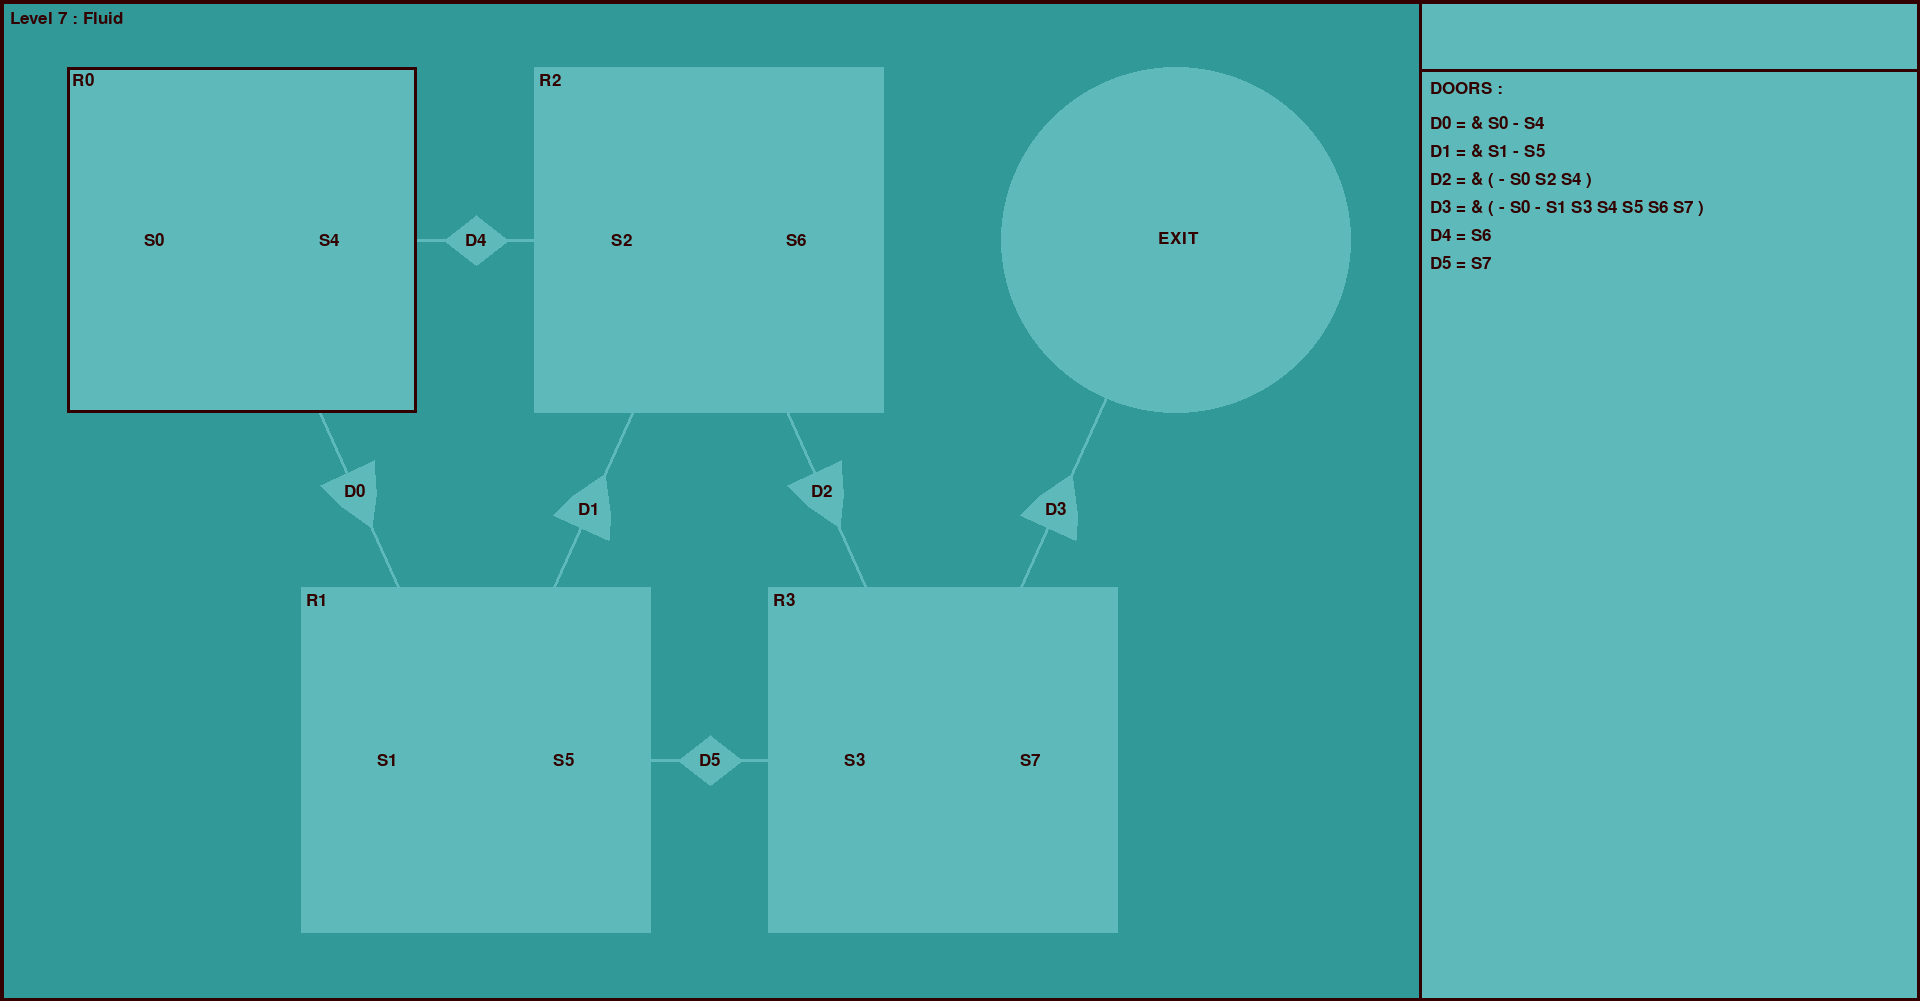 Level 7 : Fluid
R0
R2
S0
S4
D4
S2
S6
EXIT
D0
D1
D2
D3
R1
R3
S1
S5
D5
S3
S7
DOORS :
D0 = & S0 - S4
D1 = & S1 - S5
D2 = & ( - S0 S2 S4 )
D3 = & ( - S0 - S1 S3 S4 S5 S6 S7 )
D4 = S6
D5 = S7